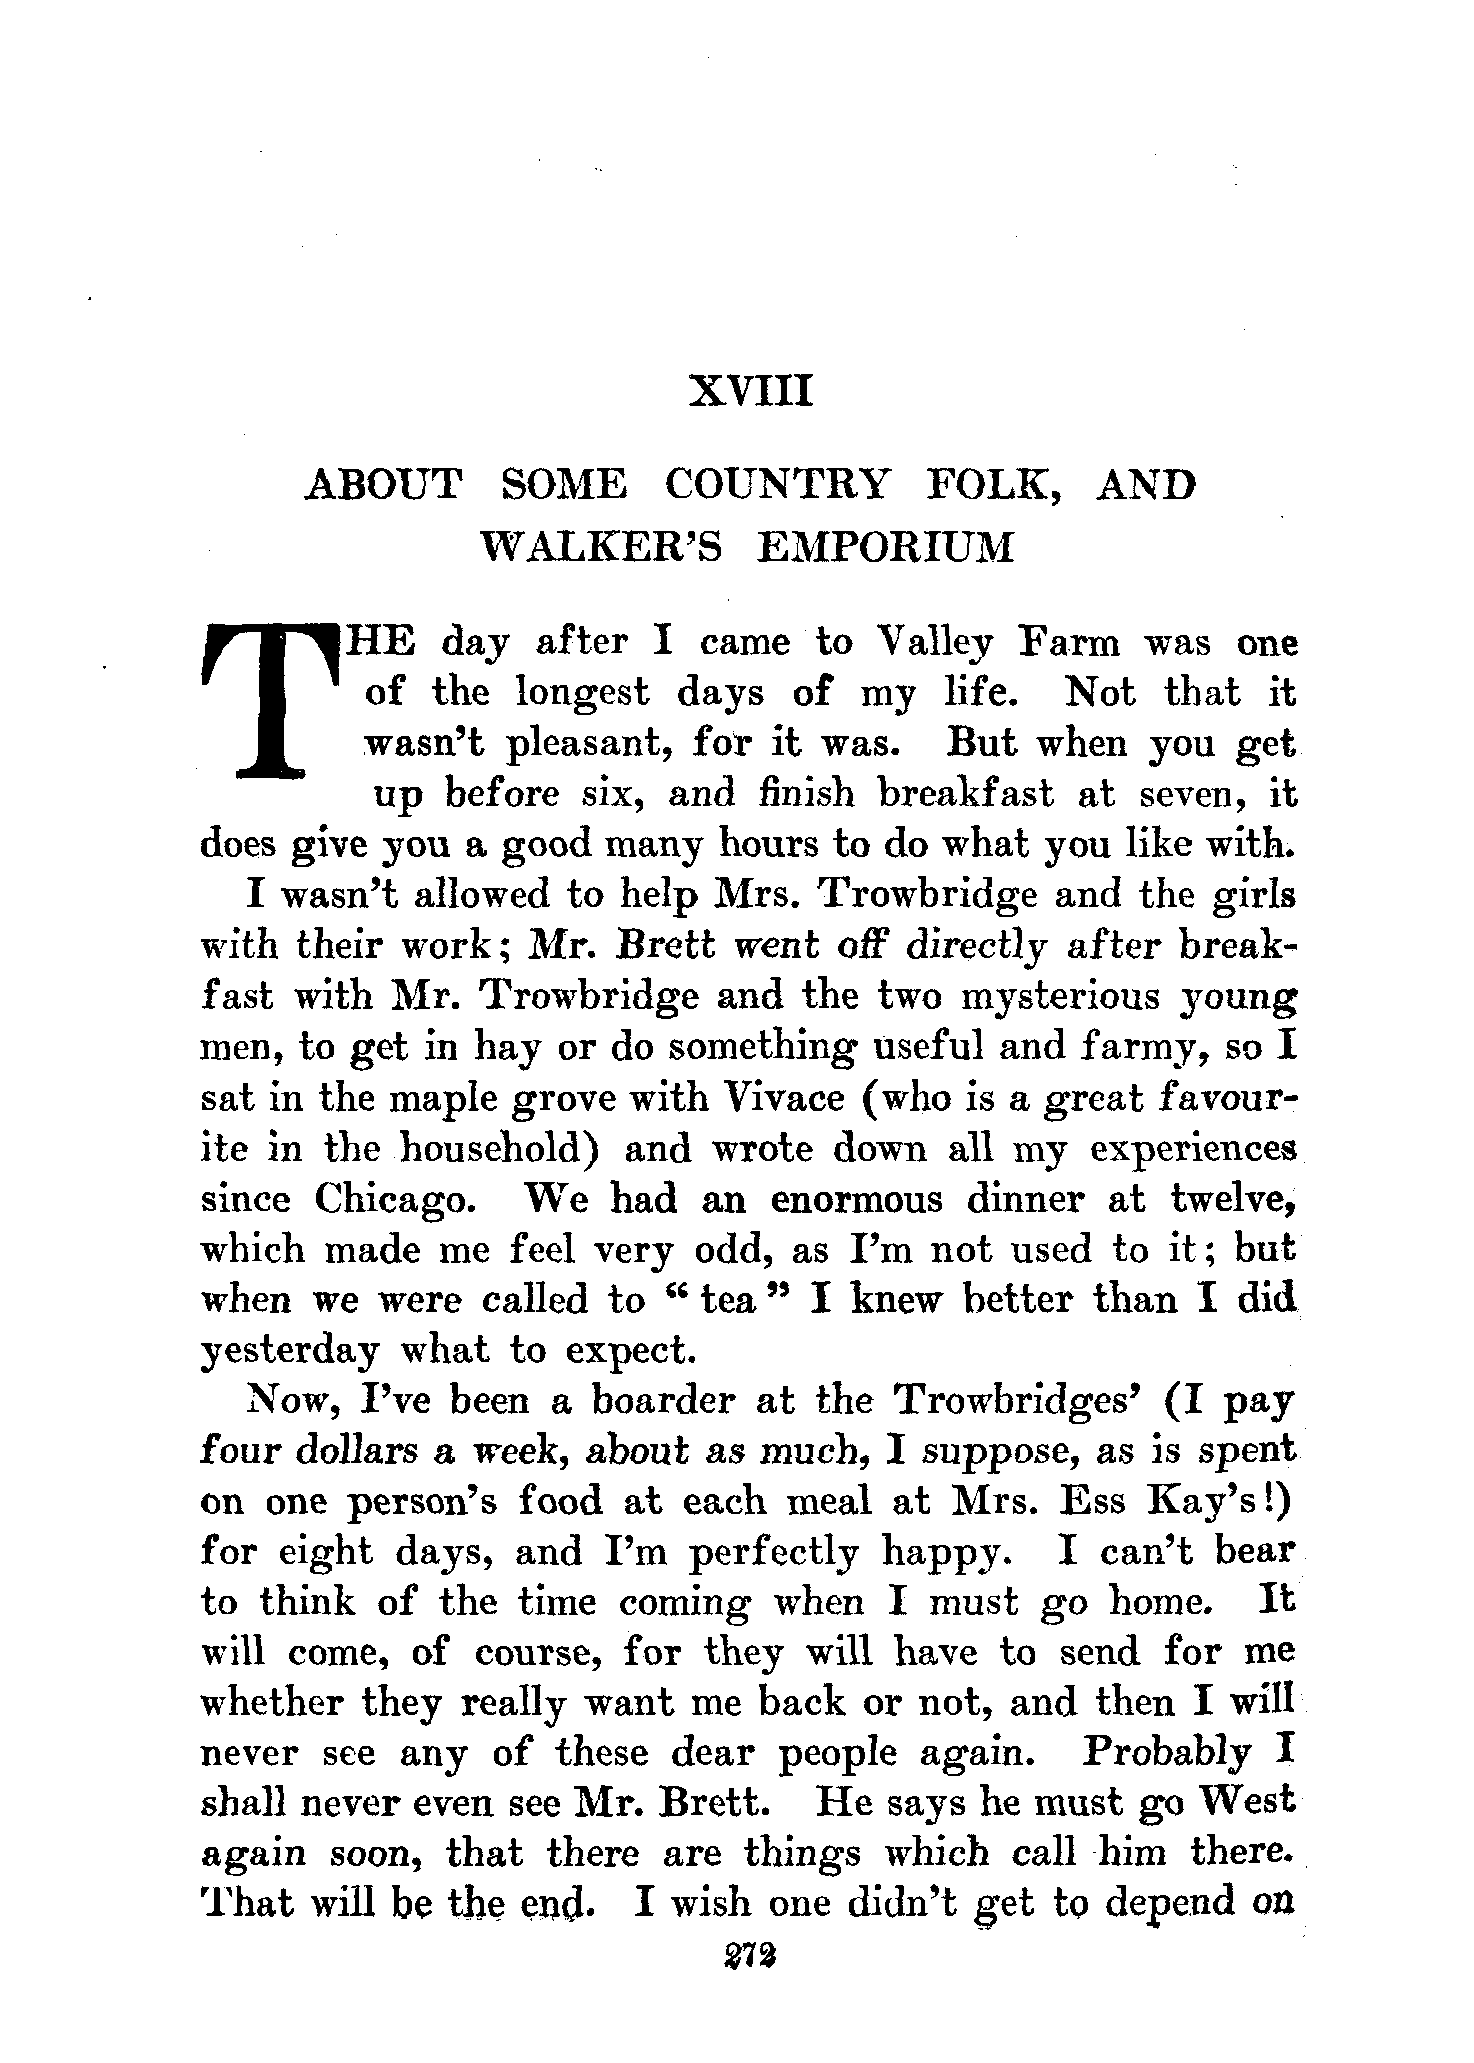 XVIII
ABOUT SOME COUNTRY FOLK, AND
WALKER'S EMPORIUM
THE day after I came to Valley Farm was one
of the longest days of my life. Not that it
wasn't pleasant, for it was. But when you get
up before six, and finish breakfast at seven, it
does give you a good many hours to do what you like with.
I wasn't allowed to help Mrs. Trowbridge and the girls
with their work; Mr. Brett went off directly after break-
fast with Mr. Trowbridge and the two mysterious young
men, to get in hay or do something useful and farmy, so I
sat in the maple grove with Vivace (who is a great favour-
ite in the household) and wrote down all my experiences
since Chicago. We had an enormous dinner at twelve,
which made me feel very odd, as I'm not used to it; but
when we were called to "tea" I knew better than I did
yesterday what to expect.
Now, I've been a boarder at the Trowbridges' (I pay
four dollars a week, about as much, I suppose, as is spent
on one person's food at each meal at Mrs. Ess Kay's!)
for eight days, and I'm perfectly happy. I can't bear
to think of the time coming when I must go home. It
will come, of course, for they will have to send for me
whether they really want me back or not, and then I will
never see any of these dear people again. Probably I
shall never even see Mr. Brett. He says he must go West
again soon, that there are things which call him there.
That will be the end. I wish one didn't get to depend on
272